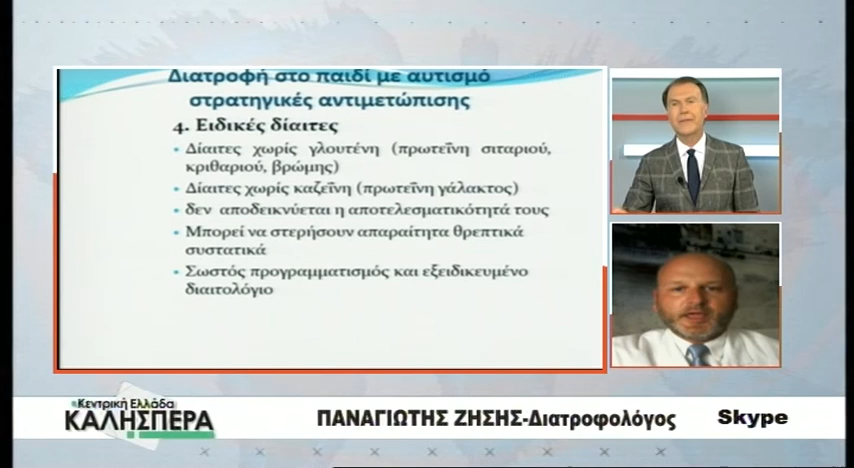 Διατροφή στο παιδί με αυτισμό
στρατηγικές αντιμετώπισης
4. Ειδικές δίαιτες
• Δίαιτες χωρίς γλουτένη (πρωτεΐνη σιταριού,
κριθαριού, βρώμης)
• Δίαιτες χωρίς καζεΐνη (πρωτεΐνη γάλακτος)
• δεν αποδεικνύεται η αποτελεσματικότητά τους
• Μπορεί να στερήσουν απαραίτητα θρεπτικά
συστατικά
• Σωστός προγραμματισμός και εξειδικευμένο
διαιτολόγιο
Κεντρική Ελλάδα
ΚΑΛΗΣΠΕΡΑ
ΠΑΝΑΓΙΩΤΗΣ ΖΗΣΗΣ-Διατροφολόγος
Skype